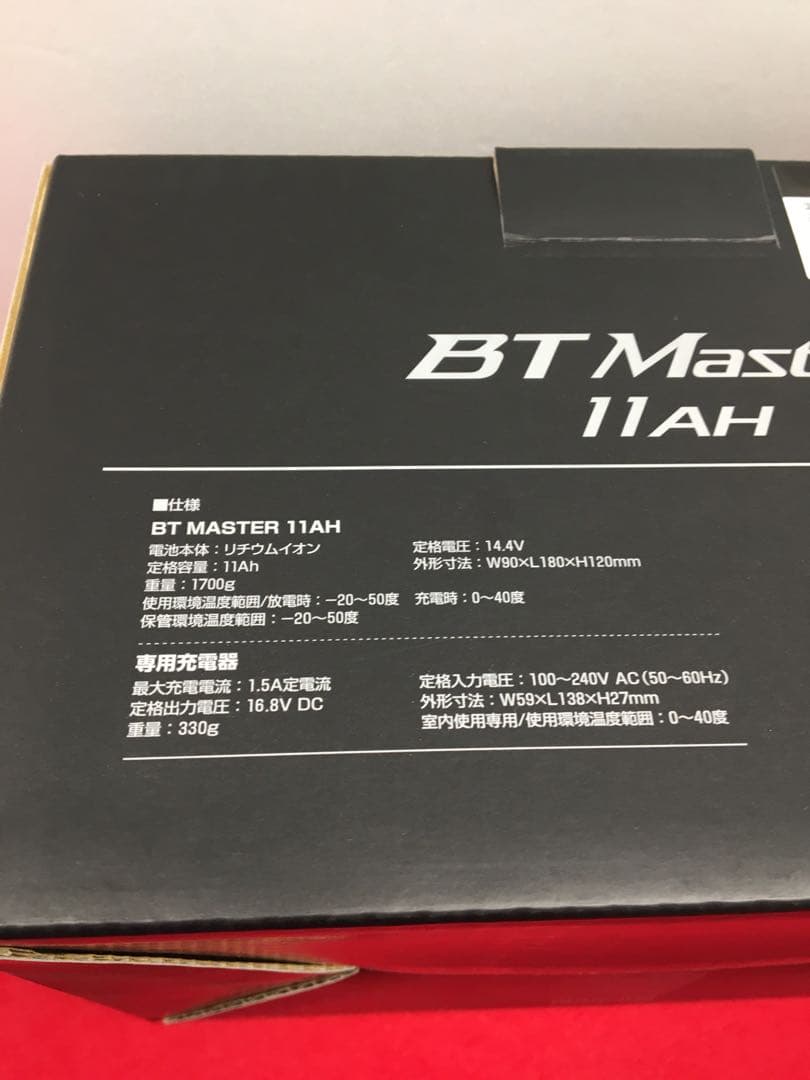 BT Mast
11AH
■仕様
BT MASTER 11AH
電池本体：リチウムイオン 定格電圧：14.4V
定格容量：11Ah 外形寸法：W90×L180×H120mm
重量：1700g
使用環境温度範囲/放電時：−20〜50度 充電時：0〜40度
保管環境温度範囲：−20〜50度
専用充電器
最大充電電流：1.5A定電流 定格入力電圧：100〜240V AC（50〜60Hz）
定格出力電圧：16.8V DC 外形寸法：W59×L138×H27mm
重量：330g 室内使用専用/使用環境温度範囲：0〜40度